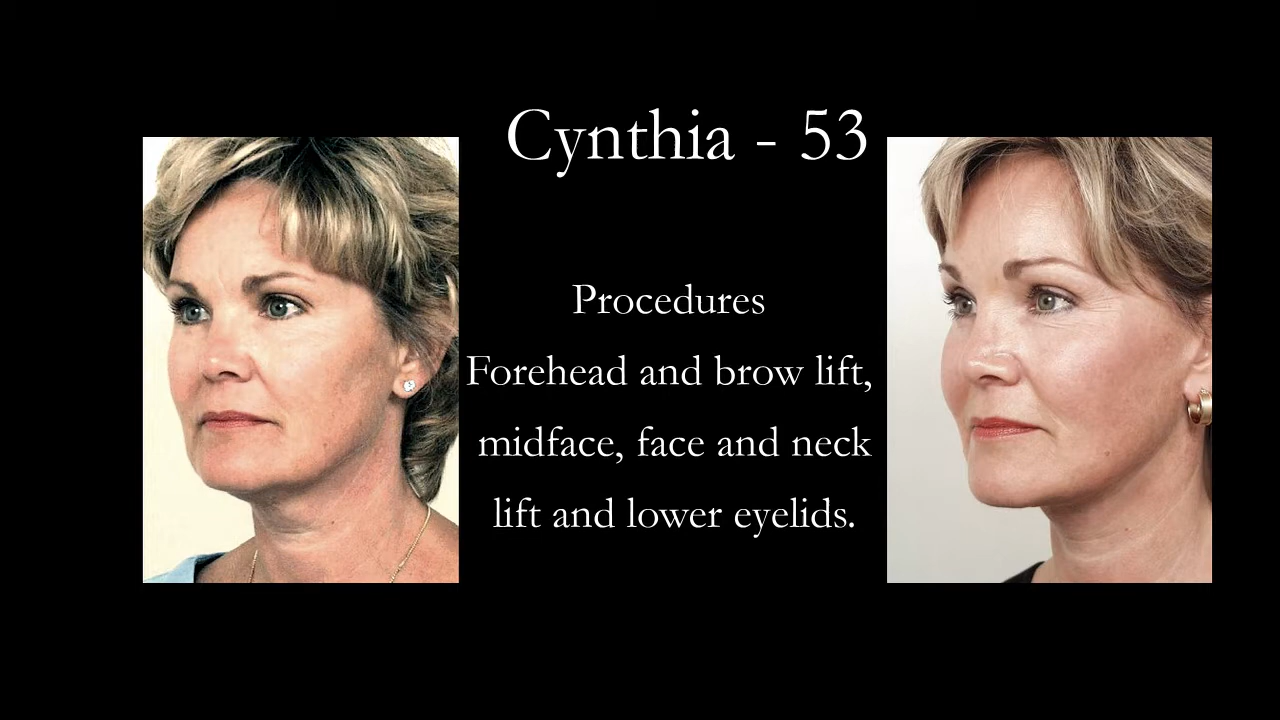 Cynthia - 53
Procedures
Forehead and brow lift,
midface, face and neck
lift and lower eyelids.